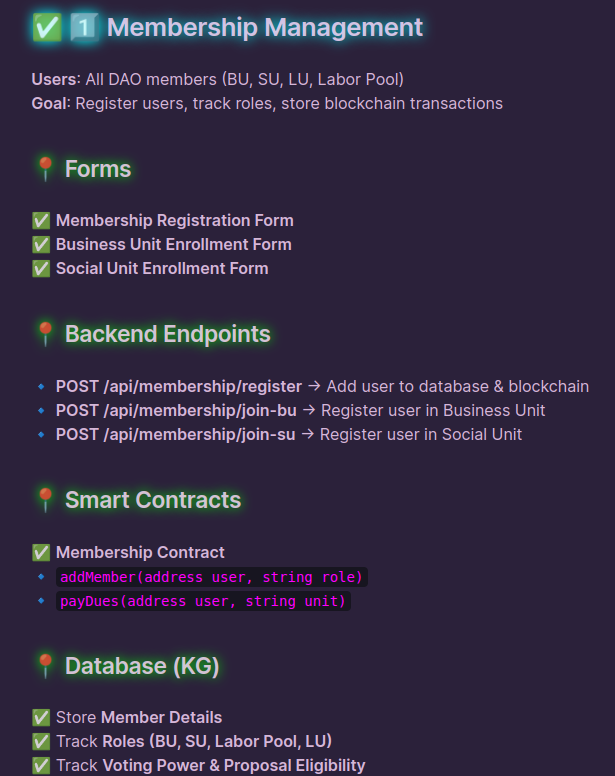 ✅ 1️⃣ Membership Management
Users: All DAO members (BU, SU, LU, Labor Pool)
Goal: Register users, track roles, store blockchain transactions
📍 Forms
✅ Membership Registration Form
✅ Business Unit Enrollment Form
✅ Social Unit Enrollment Form
📍 Backend Endpoints
🔹 POST /api/membership/register → Add user to database & blockchain
🔹 POST /api/membership/join-bu → Register user in Business Unit
🔹 POST /api/membership/join-su → Register user in Social Unit
📍 Smart Contracts
✅ Membership Contract
🔹 addMember(address user, string role)
🔹 payDues(address user, string unit)
📍 Database (KG)
✅ Store Member Details
✅ Track Roles (BU, SU, Labor Pool, LU)
✅ Track Voting Power & Proposal Eligibility